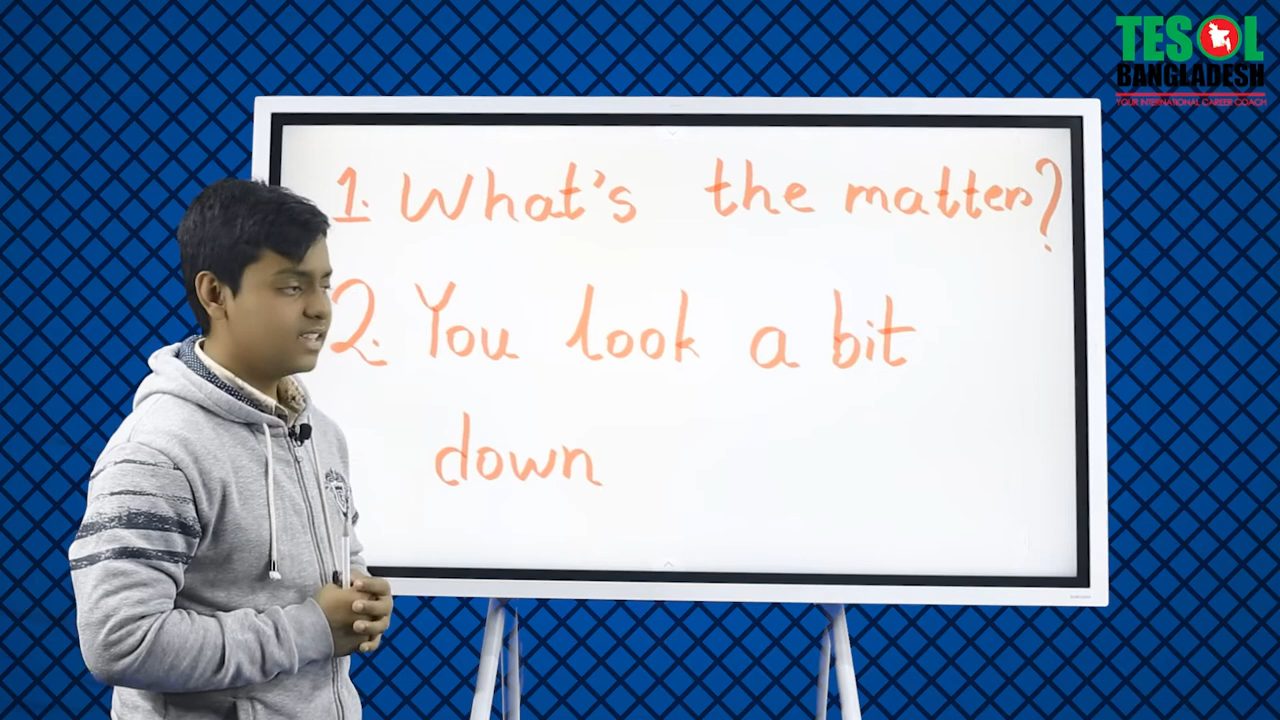 TESOL
BANGLADESH
YOUR INTERNATIONAL CAREER COACH
1. What's the matter?
2. You look a bit
down